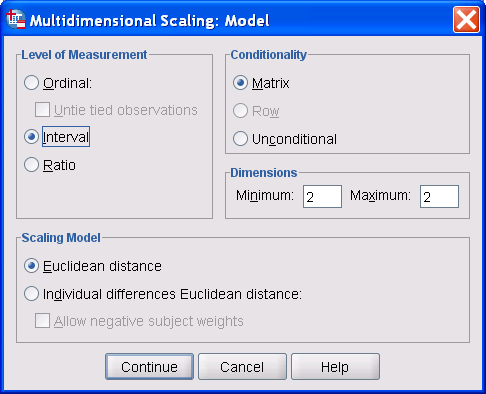 Multidimensional Scaling: Model
Level of Measurement
Ordinal:
Untie tied observations
Interval
Ratio
Conditionality
Matrix
Row
Unconditional
Dimensions
Minimum: 2 Maximum: 2
Scaling Model
Euclidean distance
Individual differences Euclidean distance:
Allow negative subject weights
Continue Cancel Help